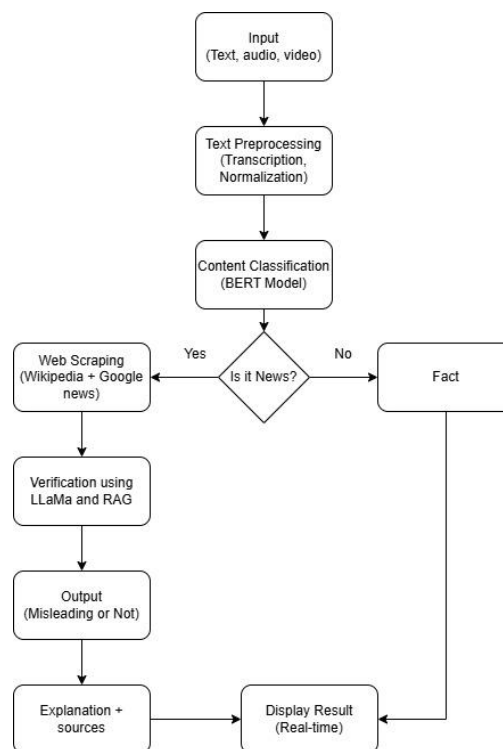 Input
(Text, audio, video)
Text Preprocessing
(Transcription,
Normalization)
Content Classification
(BERT Model)
Is it News?
Yes
No
Web Scraping
(Wikipedia + Google
news)
Fact
Verification using
LLaMa and RAG
Output
(Misleading or Not)
Explanation +
sources
Display Result
(Real-time)